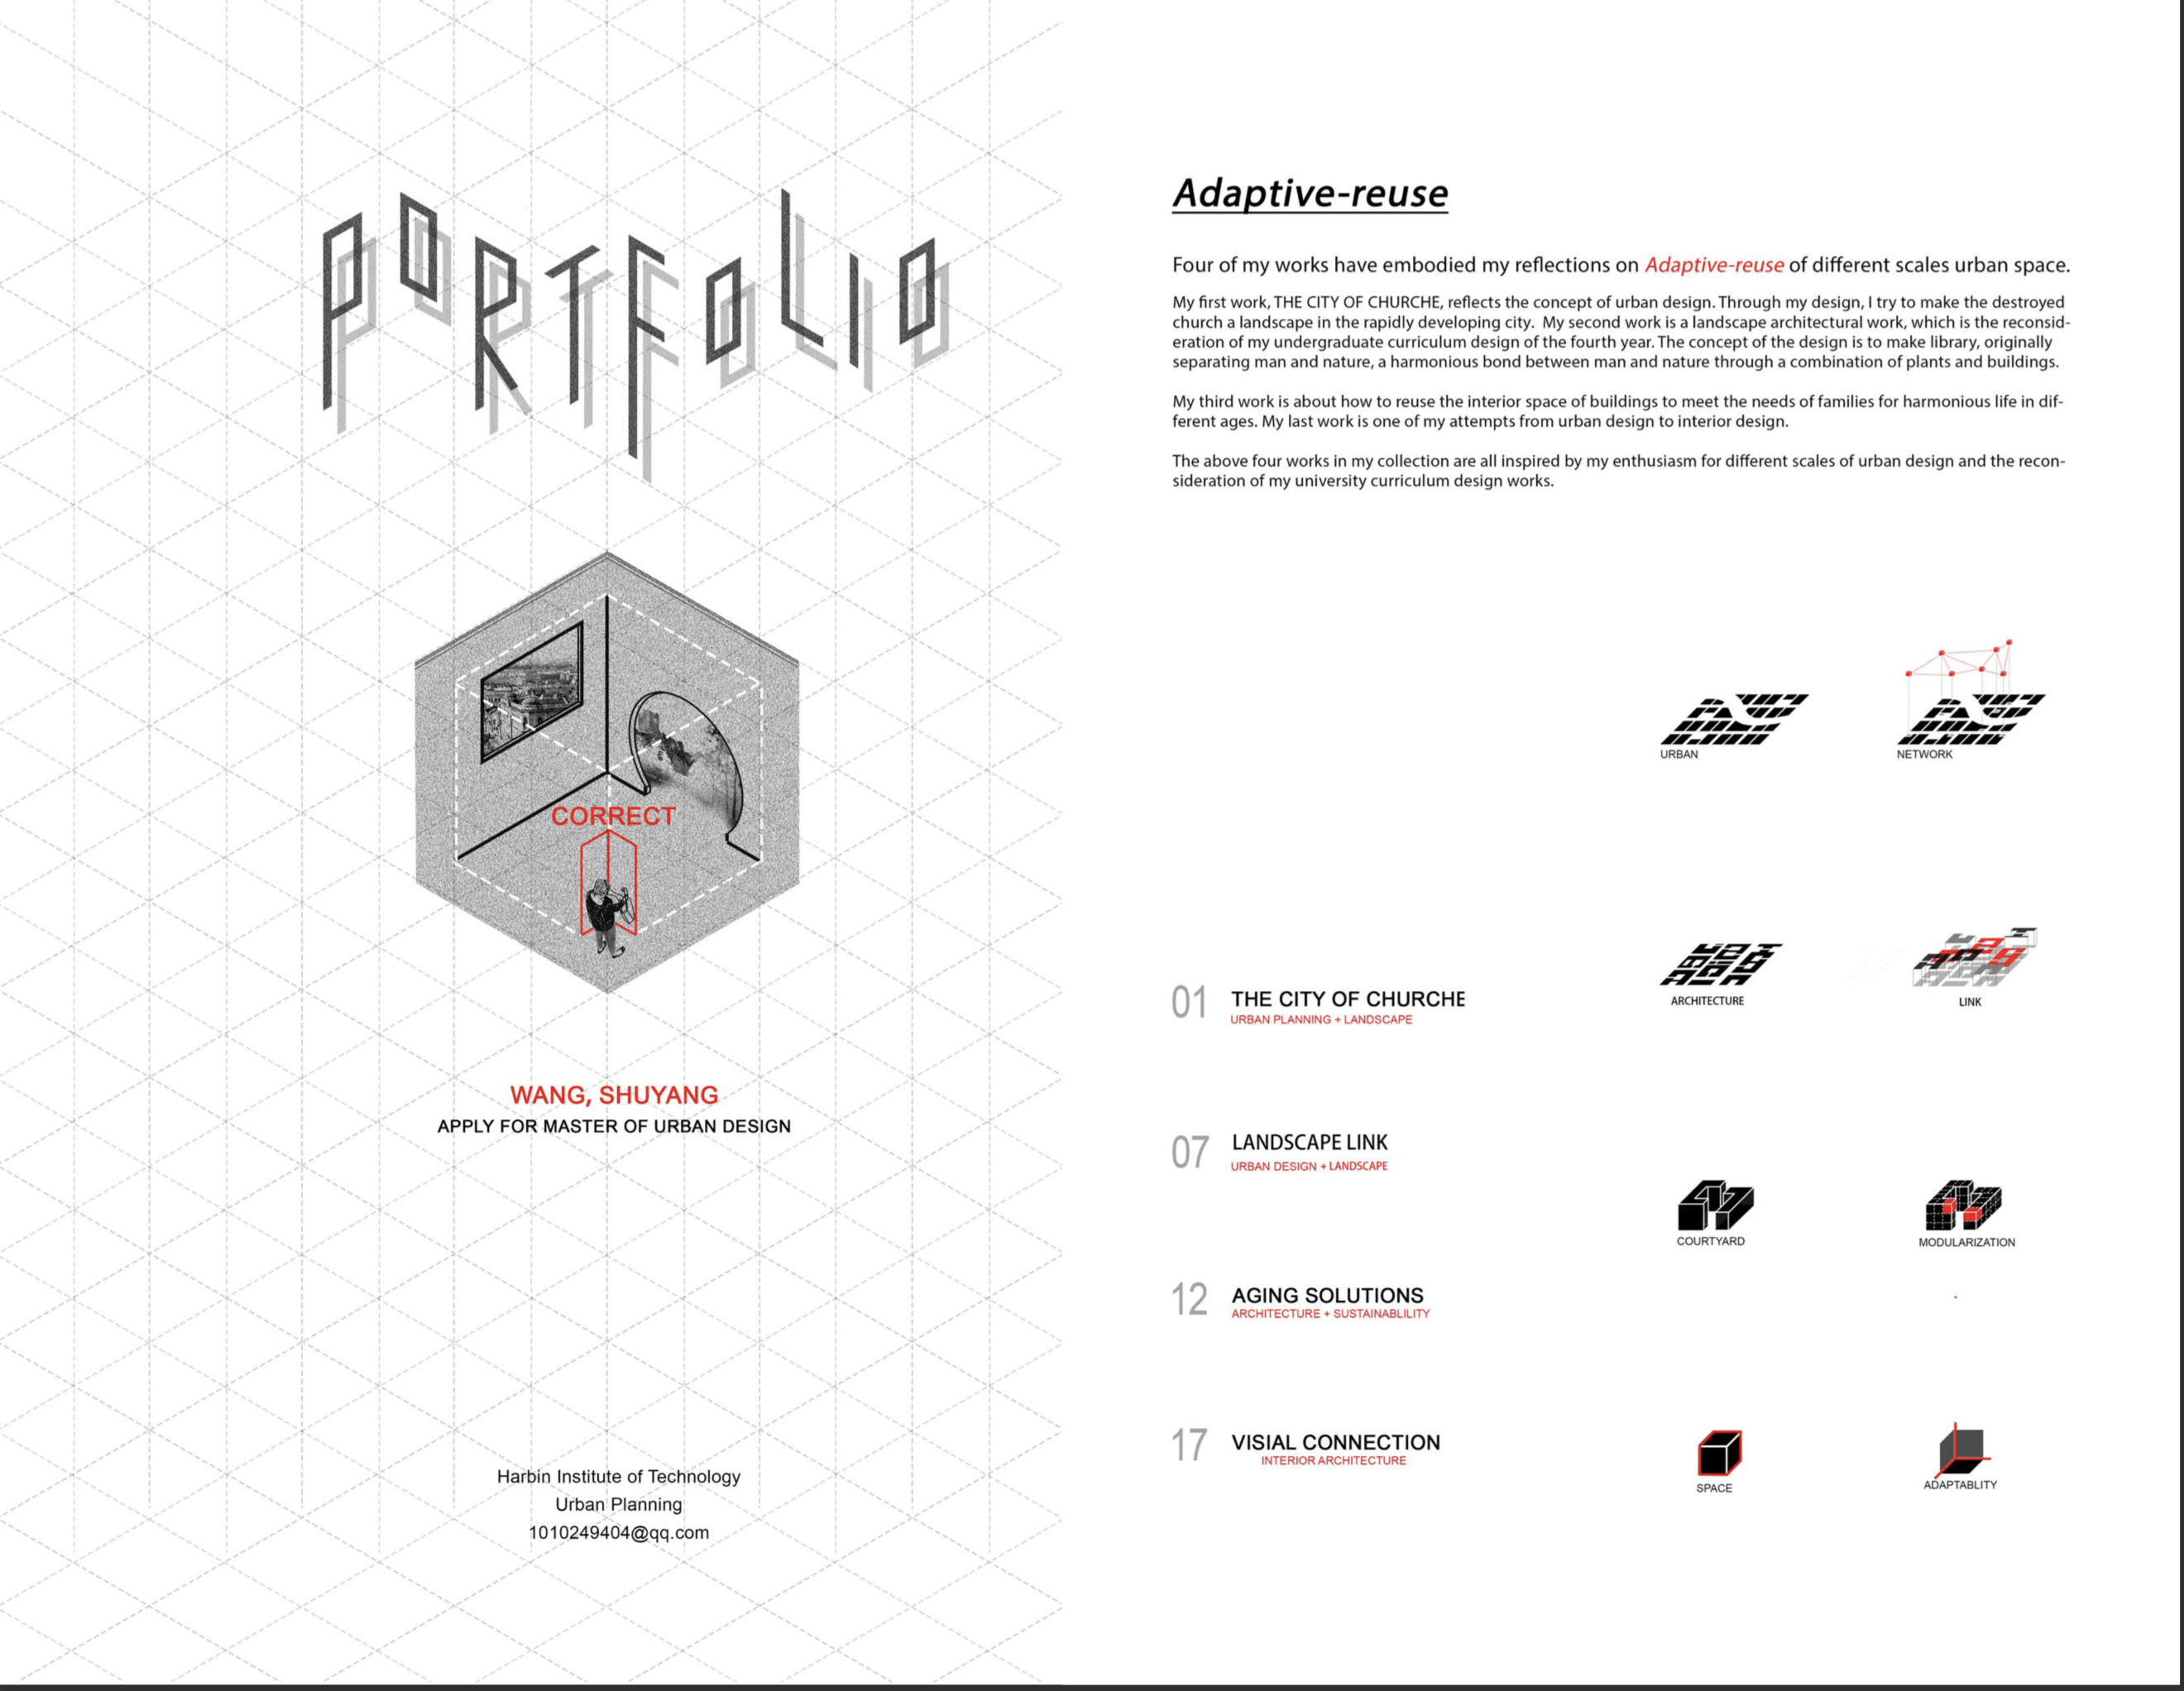 PORTFOLIO
CORRECT
WANG, SHUYANG
APPLY FOR MASTER OF URBAN DESIGN
Harbin Institute of Technology
Urban Planning
1010249404@qq.com
Adaptive-reuse
Four of my works have embodied my reflections on Adaptive-reuse of different scales urban space.
My first work, THE CITY OF CHURCHE, reflects the concept of urban design. Through my design, I try to make the destroyed
church a landscape in the rapidly developing city. My second work is a landscape architectural work, which is the reconsid-
eration of my undergraduate curriculum design of the fourth year. The concept of the design is to make library, originally
separating man and nature, a harmonious bond between man and nature through a combination of plants and buildings.
My third work is about how to reuse the interior space of buildings to meet the needs of families for harmonious life in dif-
ferent ages. My last work is one of my attempts from urban design to interior design.
The above four works in my collection are all inspired by my enthusiasm for different scales of urban design and the recon-
sideration of my university curriculum design works.
URBAN
NETWORK
01 THE CITY OF CHURCHE
URBAN PLANNING + LANDSCAPE
ARCHITECTURE
LINK
07 LANDSCAPE LINK
URBAN DESIGN + LANDSCAPE
COURTYARD
MODULARIZATION
12 AGING SOLUTIONS
ARCHITECTURE + SUSTAINABLILITY
17 VISIAL CONNECTION
INTERIOR ARCHITECTURE
SPACE
ADAPTABLITY